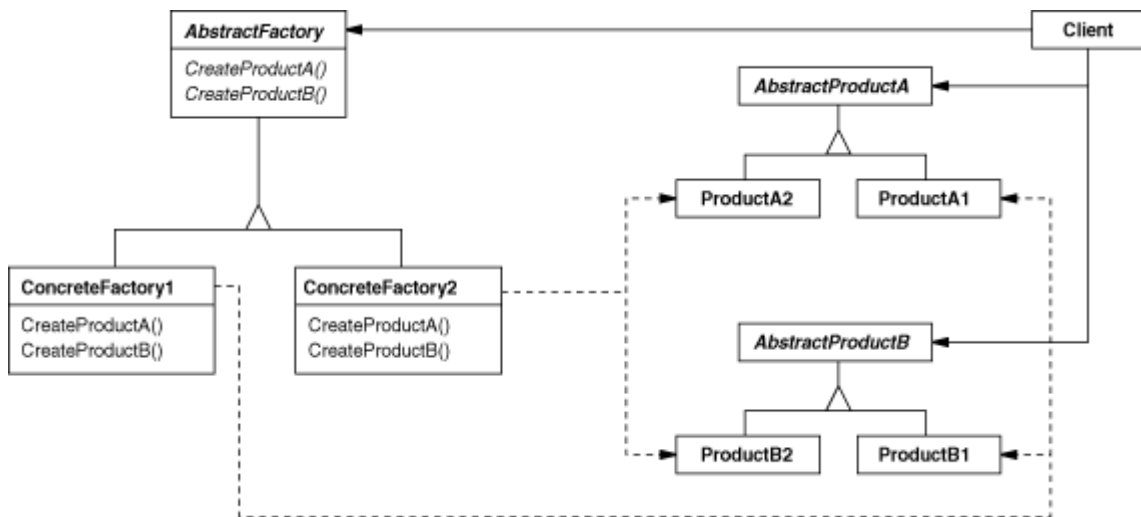 AbstractFactory
CreateProductA()
CreateProductB()
Client
AbstractProductA
ProductA2
ProductA1
ConcreteFactory1
CreateProductA()
CreateProductB()
ConcreteFactory2
CreateProductA()
CreateProductB()
AbstractProductB
ProductB2
ProductB1